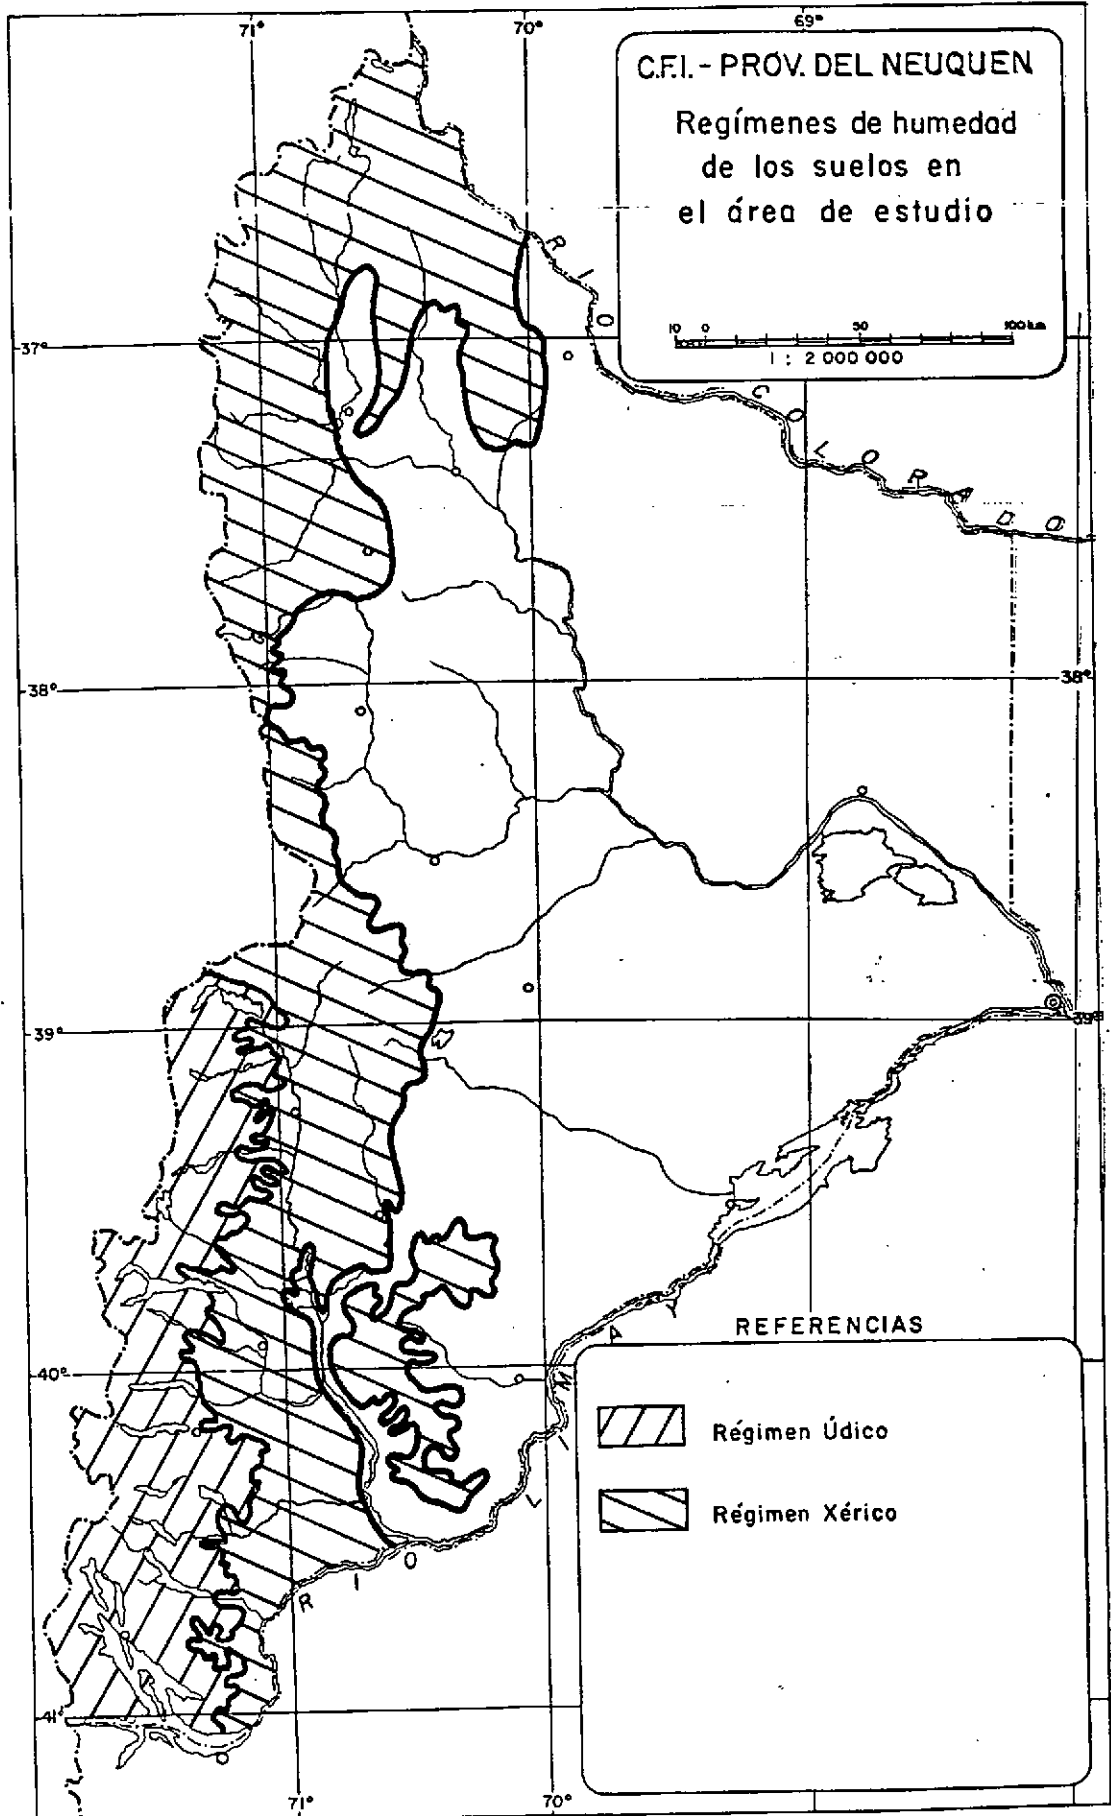 71°
70°
69°
C.F.I. - PROV. DEL NEUQUEN
Regímenes de humedad
de los suelos en
el área de estudio
10 0 50 100 km
1 : 2 000 000
RIO COLORADO
37°
38°
38°
39°
39°
40°
41°
RIO LIMAY
REFERENCIAS
Régimen Údico
Régimen Xérico
71°
70°